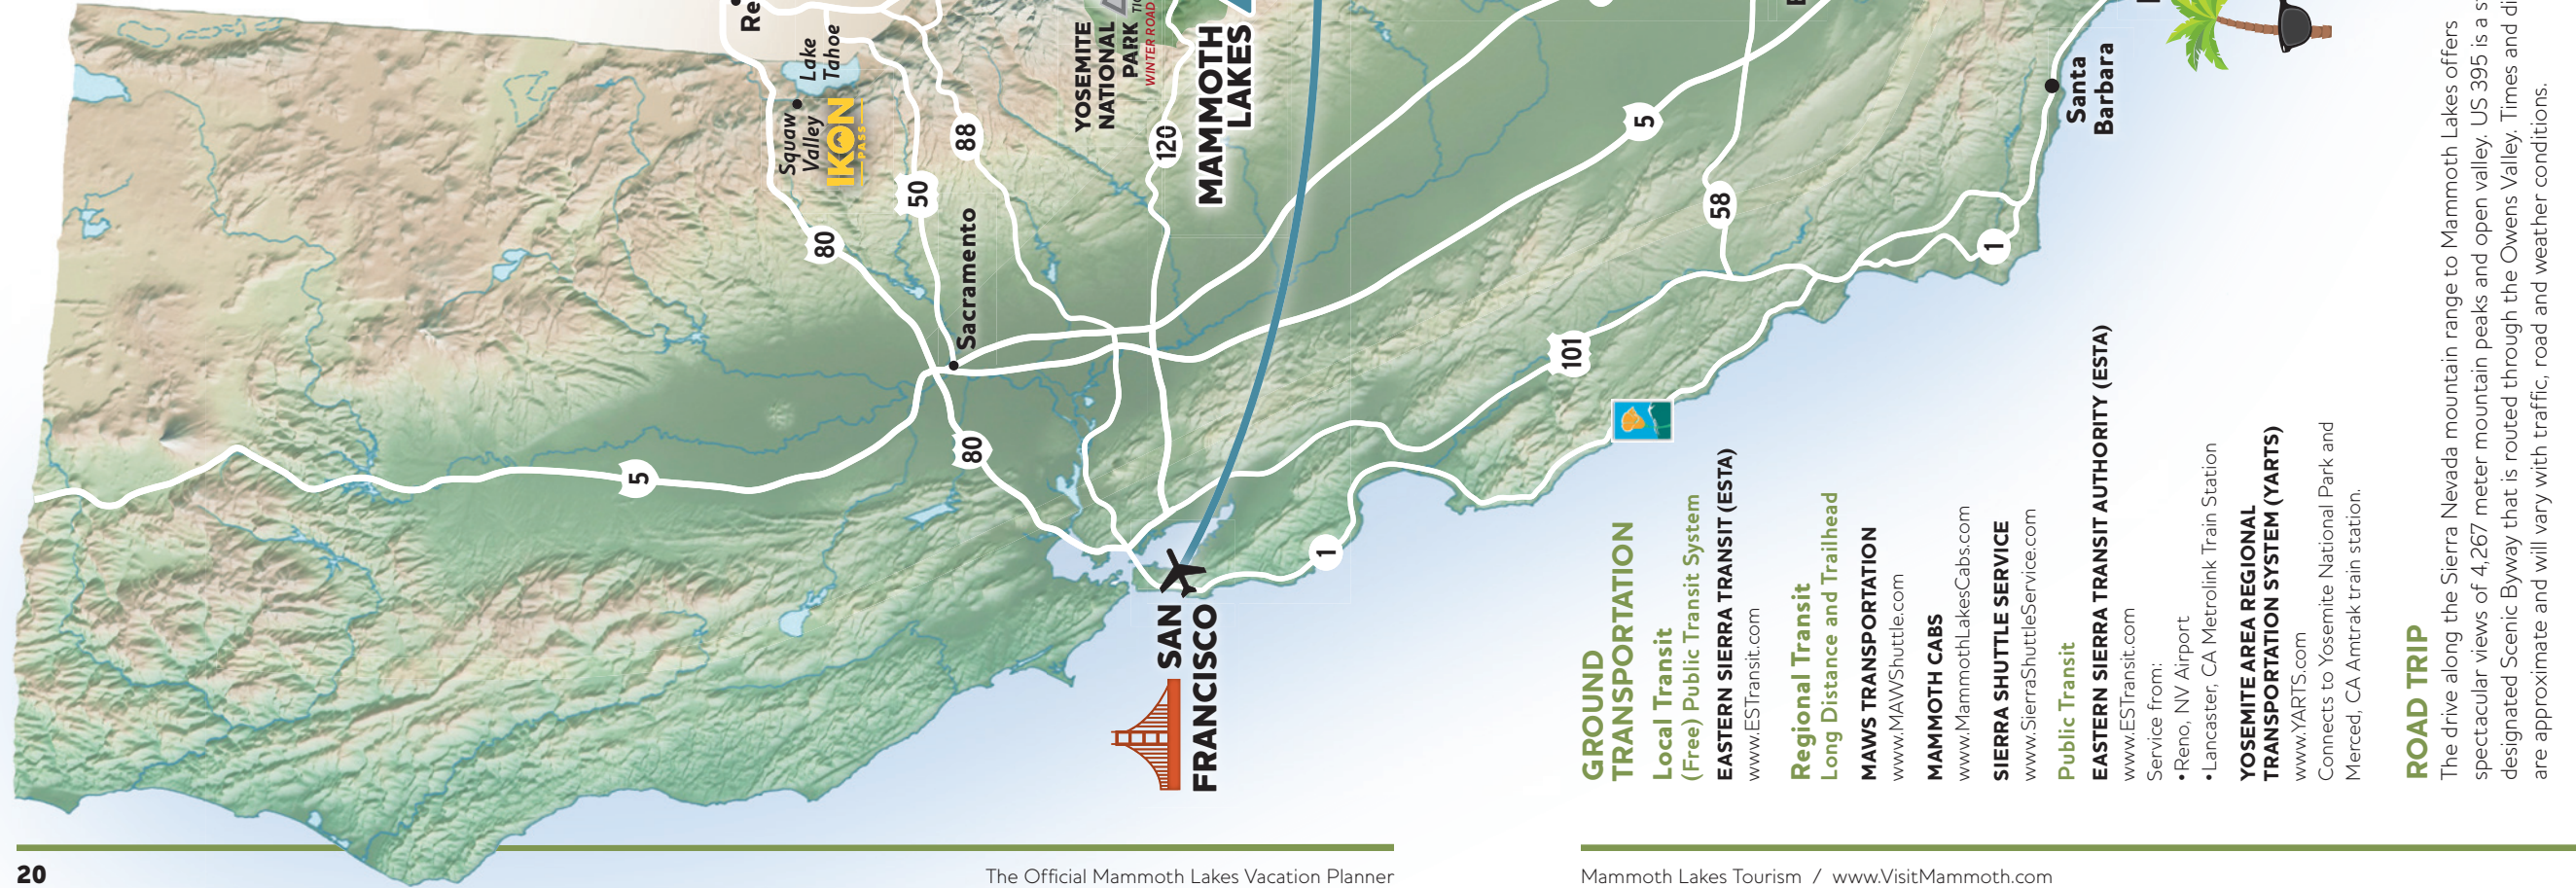 Squaw
Valley
IKON
PASS
Lake
Tahoe
Re
80
50
88
Sacramento
YOSEMITE
NATIONAL
PARK
WINTER ROAD
120
MAMMOTH
LAKES
5
58
1
Santa
Barbara
101
5
80
1
SAN
FRANCISCO
GROUND
TRANSPORTATION
Local Transit
(Free) Public Transit System
EASTERN SIERRA TRANSIT (ESTA)
www.ESTransit.com
Regional Transit
Long Distance and Trailhead
MAWS TRANSPORTATION
www.MAWShuttle.com
MAMMOTH CABS
www.MammothLakesCabs.com
SIERRA SHUTTLE SERVICE
www.SierraShuttleService.com
Public Transit
EASTERN SIERRA TRANSIT AUTHORITY (ESTA)
www.ESTransit.com
Service from:
•Reno, NV Airport
•Lancaster, CA Metrolink Train Station
YOSEMITE AREA REGIONAL
TRANSPORTATION SYSTEM (YARTS)
www.YARTS.com
Connects to Yosemite National Park and
Merced, CA Amtrak train station.
ROAD TRIP
The drive along the Sierra Nevada mountain range to Mammoth Lakes offers
spectacular views of 4,267 meter mountain peaks and open valley. US 395 is a s
designated Scenic Byway that is routed through the Owens Valley. Times and di
are approximate and will vary with traffic, road and weather conditions.
20
The Official Mammoth Lakes Vacation Planner
Mammoth Lakes Tourism / www.VisitMammoth.com